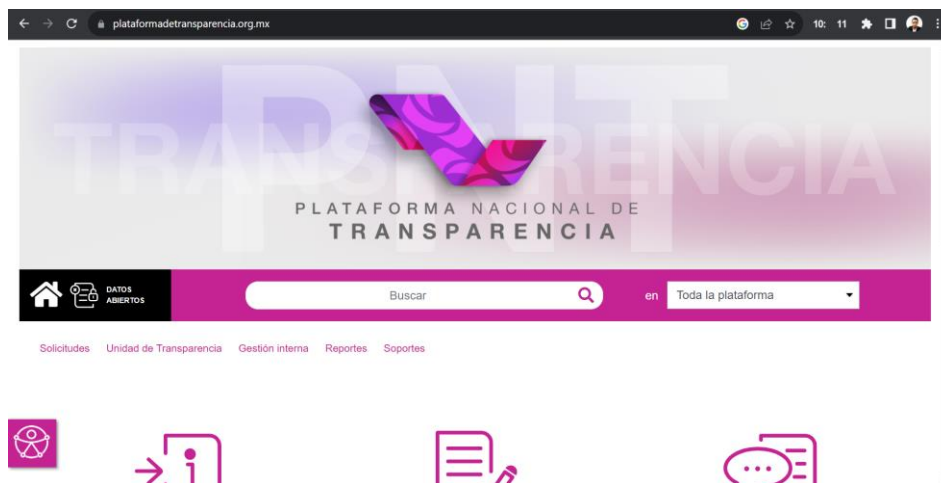 plataformadetransparencia.org.mx
10: 11
PNT
TRANSPARENCIA
PLATAFORMA NACIONAL DE
TRANSPARENCIA
DATOS
ABIERTOS
Buscar
en
Toda la plataforma
Solicitudes Unidad de Transparencia Gestión interna Reportes Soportes